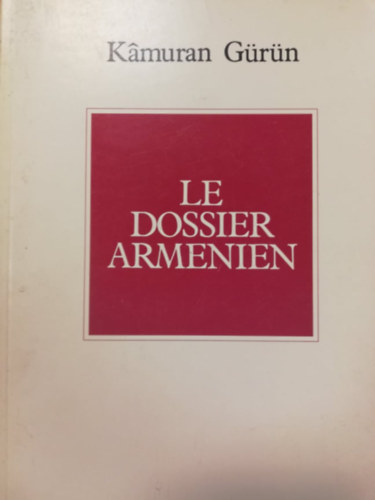 Kâmuran Gürün
LE
DOSSIER
ARMENIEN